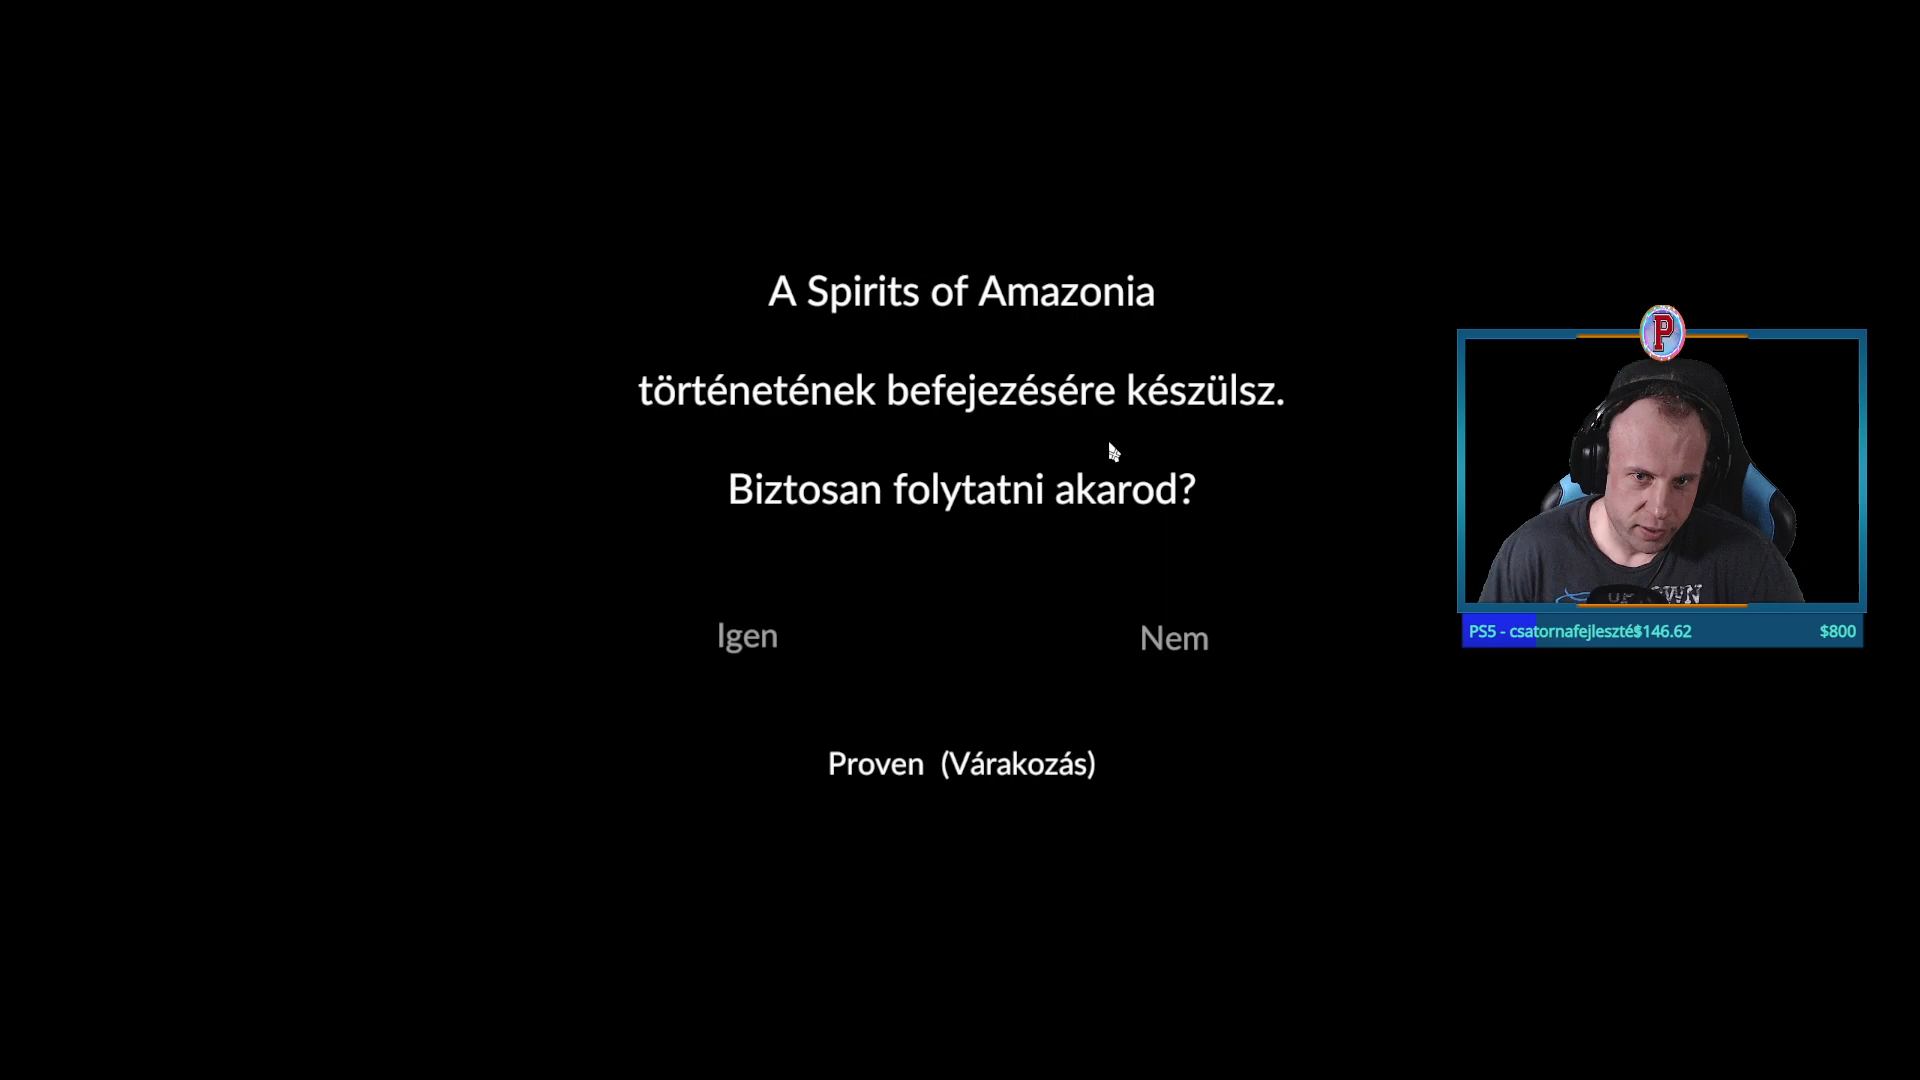 A Spirits of Amazonia
történetének befejezésére készülsz.
Biztosan folytatni akarod?
Igen
Nem
Proven (Várakozás)
P
PS5 - csatornafejleszté
$146.62
$800